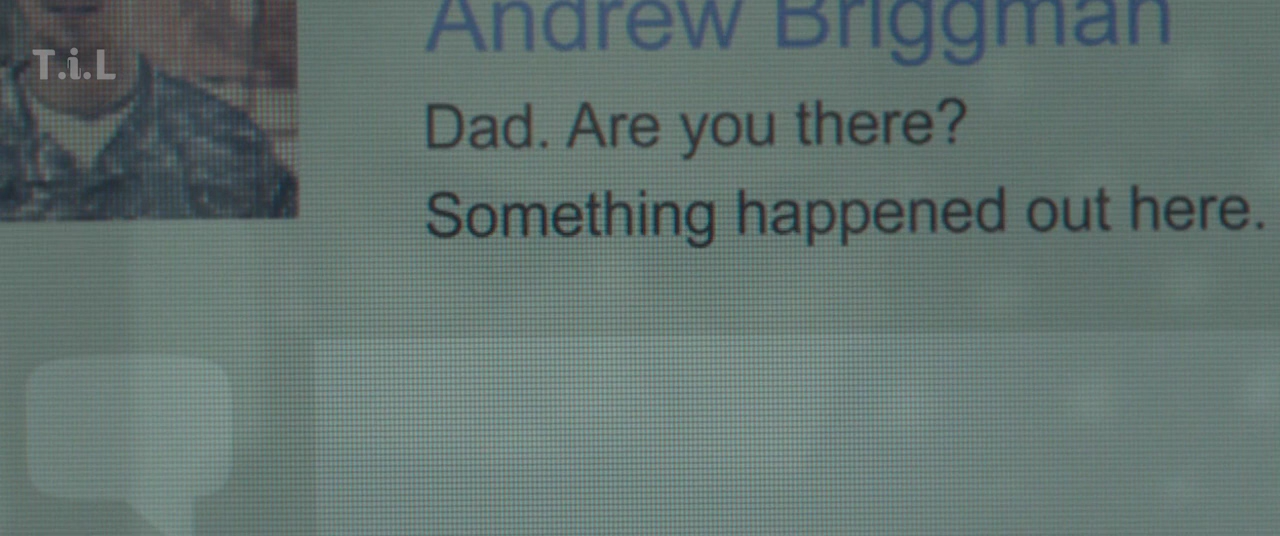 T.i.L
Andrew Briggman
Dad. Are you there?
Something happened out here.